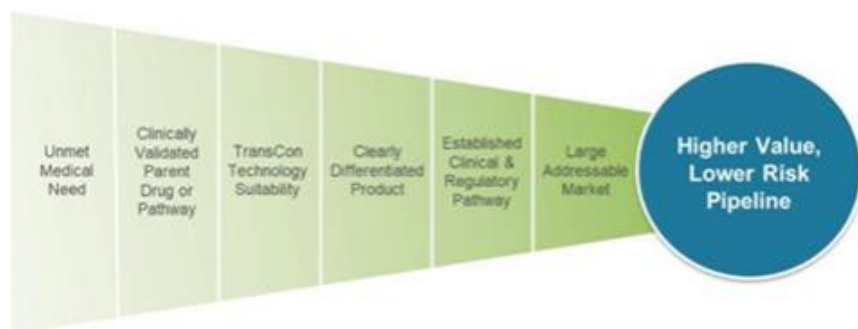 Unmet
Medical
Need
Clinically
Validated
Parent
Drug or
Pathway
TransCon
Technology
Suitability
Clearly
Differentiated
Product
Established
Clinical &
Regulatory
Pathway
Large
Addressable
Market
Higher Value,
Lower Risk
Pipeline